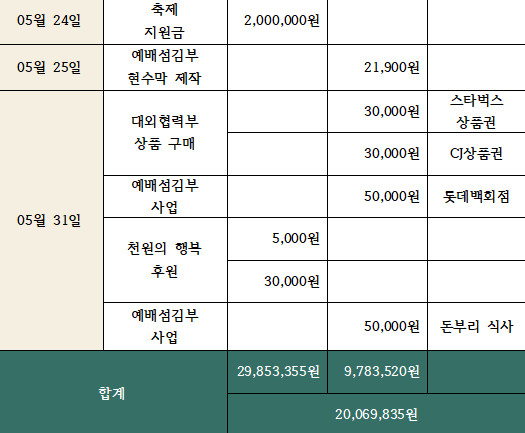 05월 24일
축제
지원금
2,000,000원
05월 25일
예배섬김부
현수막 제작
21,900원
05월 31일
대외협력부
상품 구매
30,000원
스타벅스
상품권
30,000원
CJ상품권
예배섬김부
사업
50,000원
롯데백회점
천원의 행복
후원
5,000원
30,000원
예배섬김부
사업
50,000원
돈부리 식사
합계
29,853,355원
9,783,520원
20,069,835원